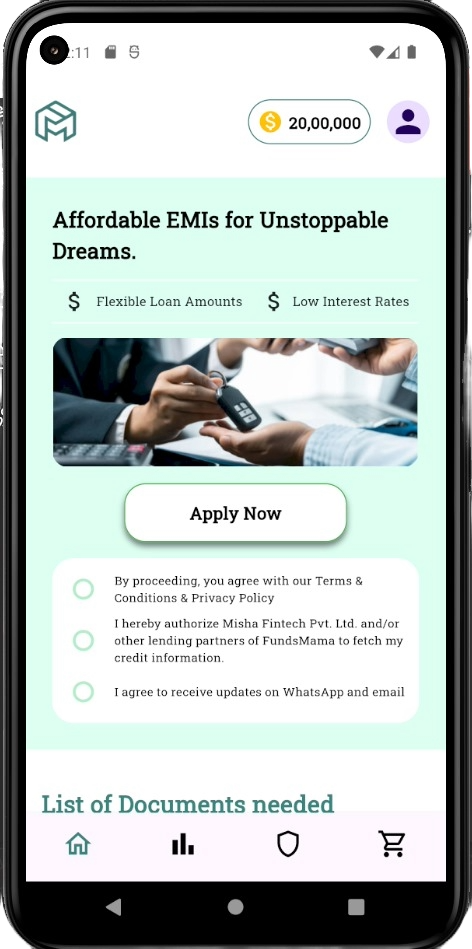 :11
20,00,000
Affordable EMIs for Unstoppable
Dreams.
Flexible Loan Amounts
Low Interest Rates
Apply Now
By proceeding, you agree with our Terms &
Conditions & Privacy Policy
I hereby authorize Misha Fintech Pvt. Ltd. and/or
other lending partners of FundsMama to fetch my
credit information.
I agree to receive updates on WhatsApp and email
List of Documents needed